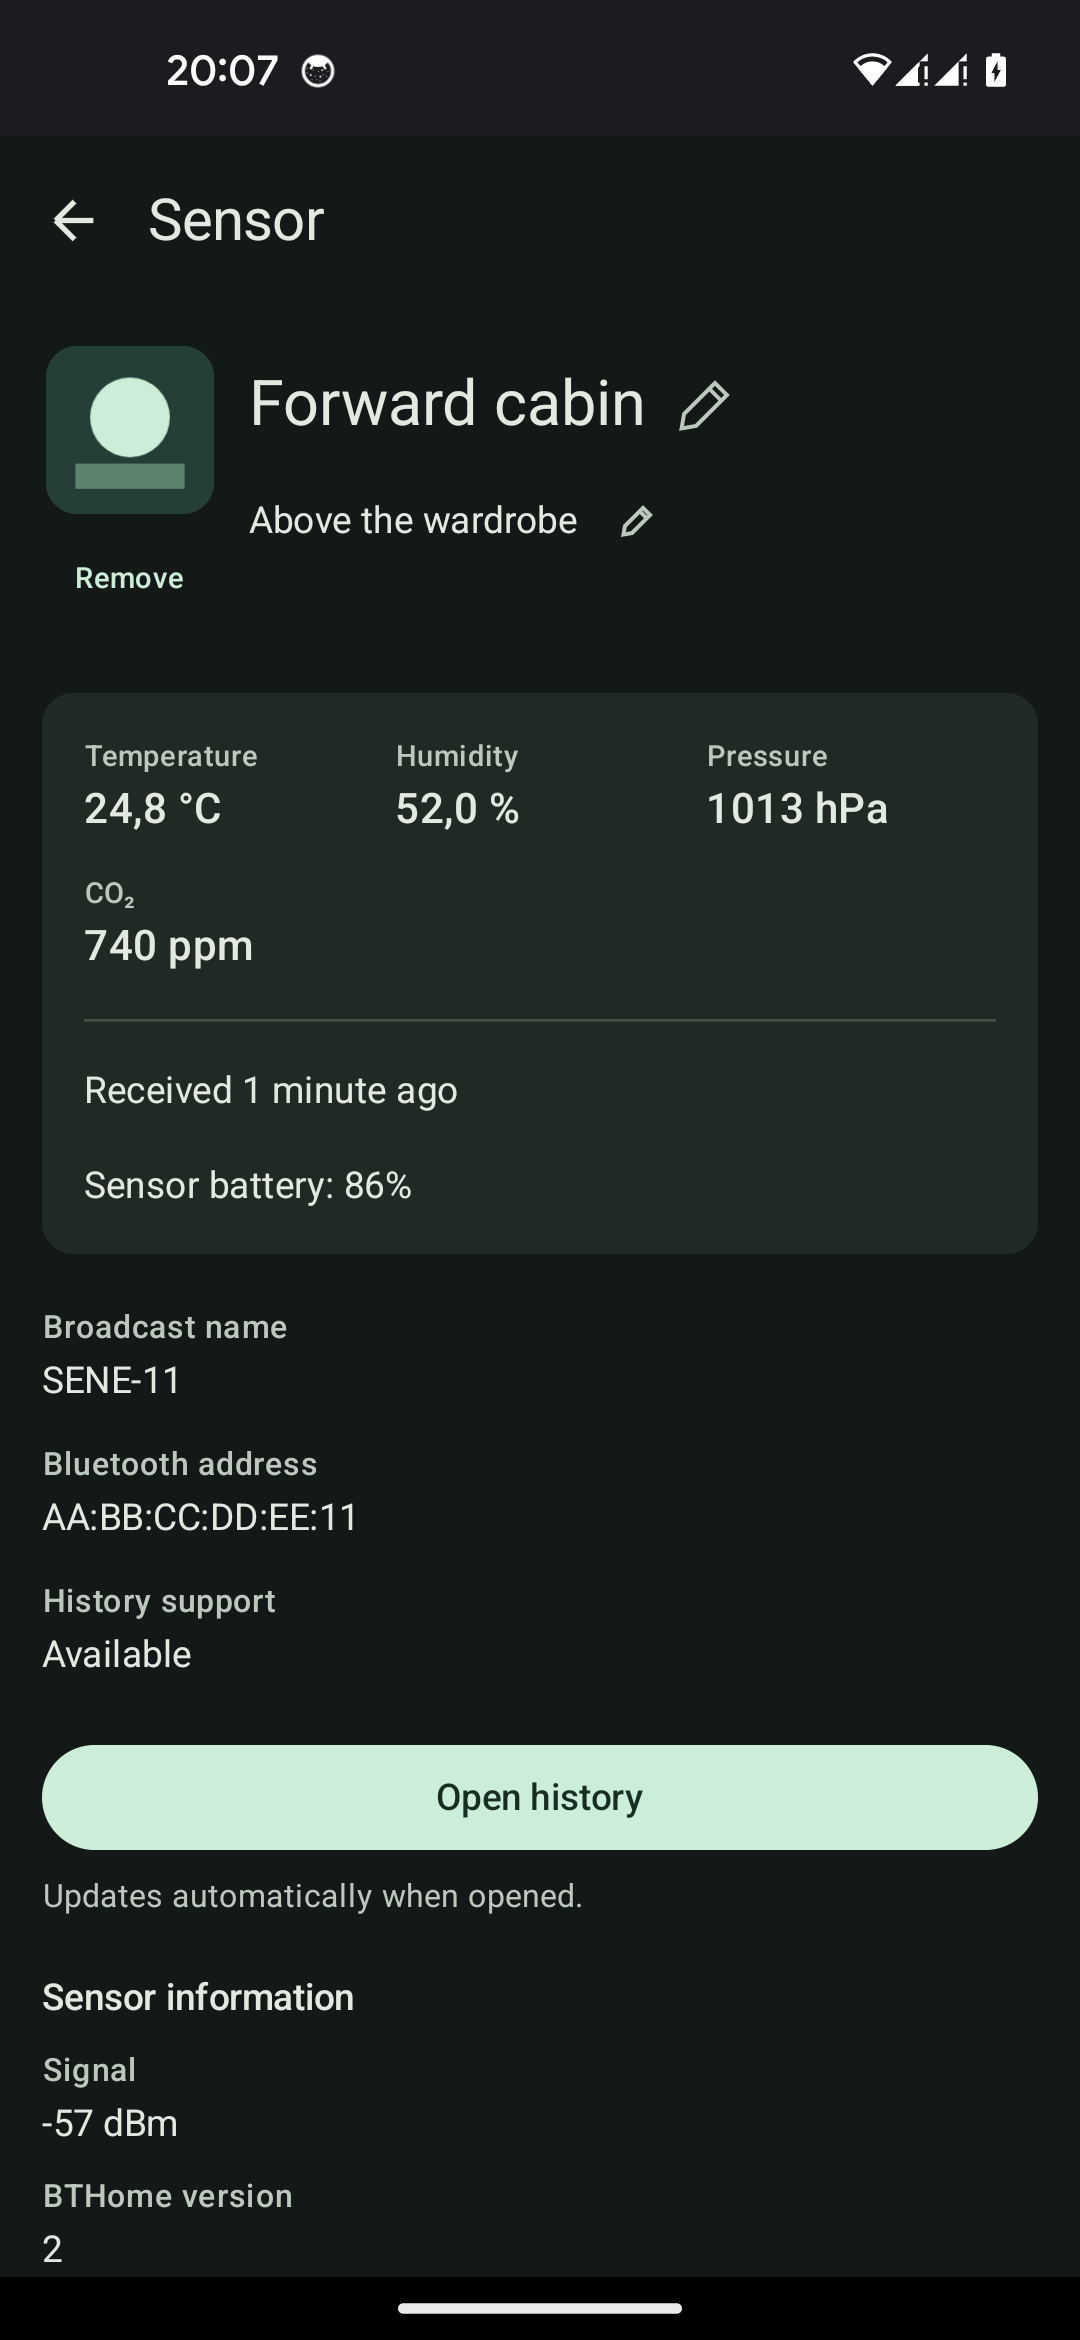 20:07
Sensor
Forward cabin
Above the wardrobe
Remove
Temperature Humidity Pressure
24,8 °C 52,0 % 1013 hPa
CO₂
740 ppm
Received 1 minute ago
Sensor battery: 86%
Broadcast name
SENE-11
Bluetooth address
AA:BB:CC:DD:EE:11
History support
Available
Open history
Updates automatically when opened.
Sensor information
Signal
-57 dBm
BTHome version
2